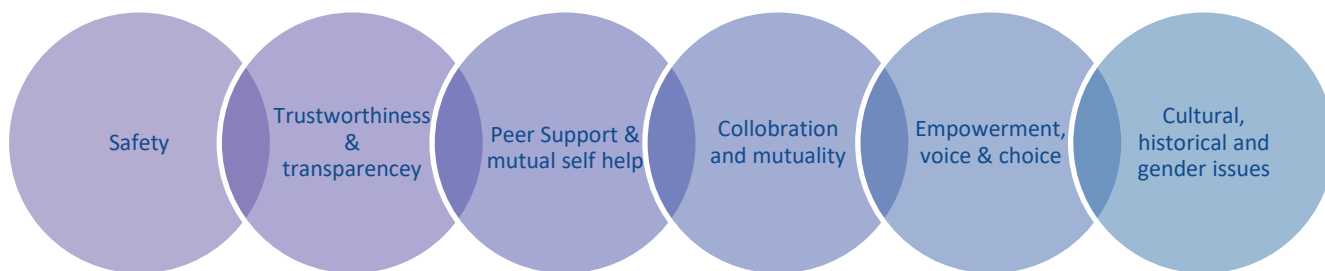 Safety
Trustworthiness
&
transparencey
Peer Support &
mutual self help
Collobration
and mutuality
Empowerment,
voice & choice
Cultural,
historical and
gender issues